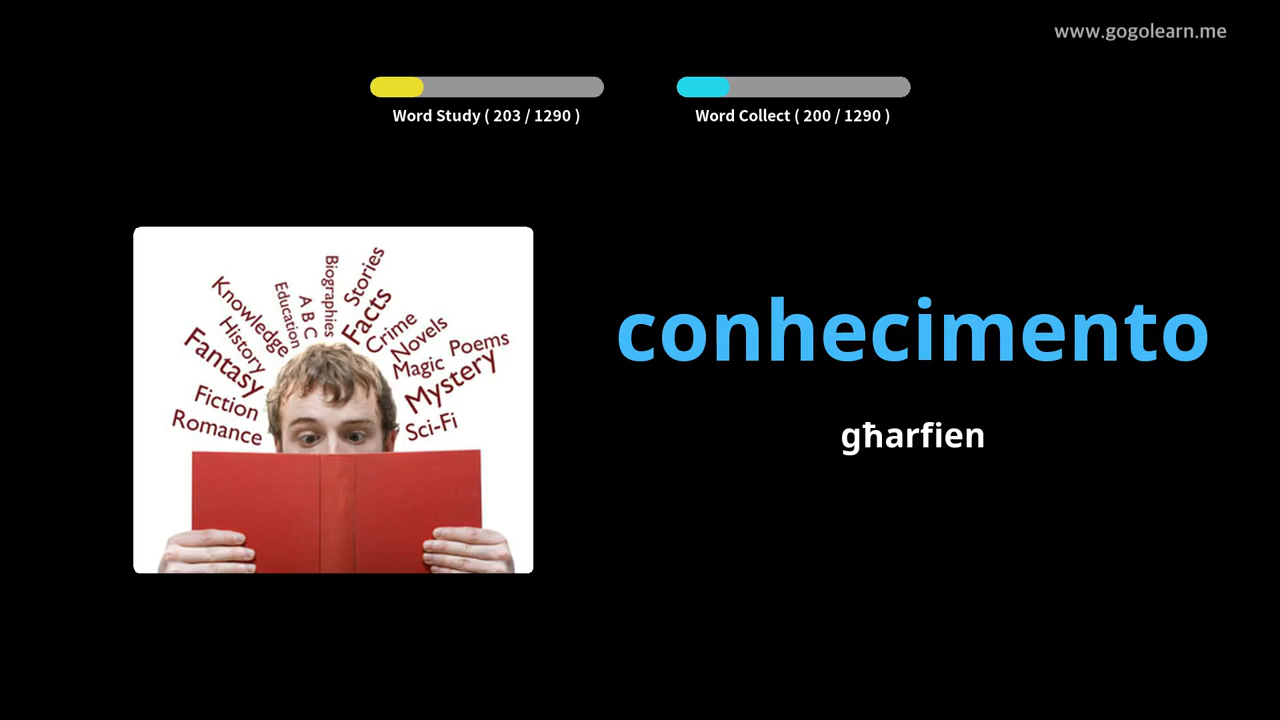 www.gogolearn.me
Word Study ( 203 / 1290 )
Word Collect ( 200 / 1290 )
Biographies
Stories
Education
A B C
Facts
Knowledge
Crime
History
Novels
Fantasy
Magic
Poems
Mystery
Fiction
Romance
Sci-Fi
conhecimento
għarfien